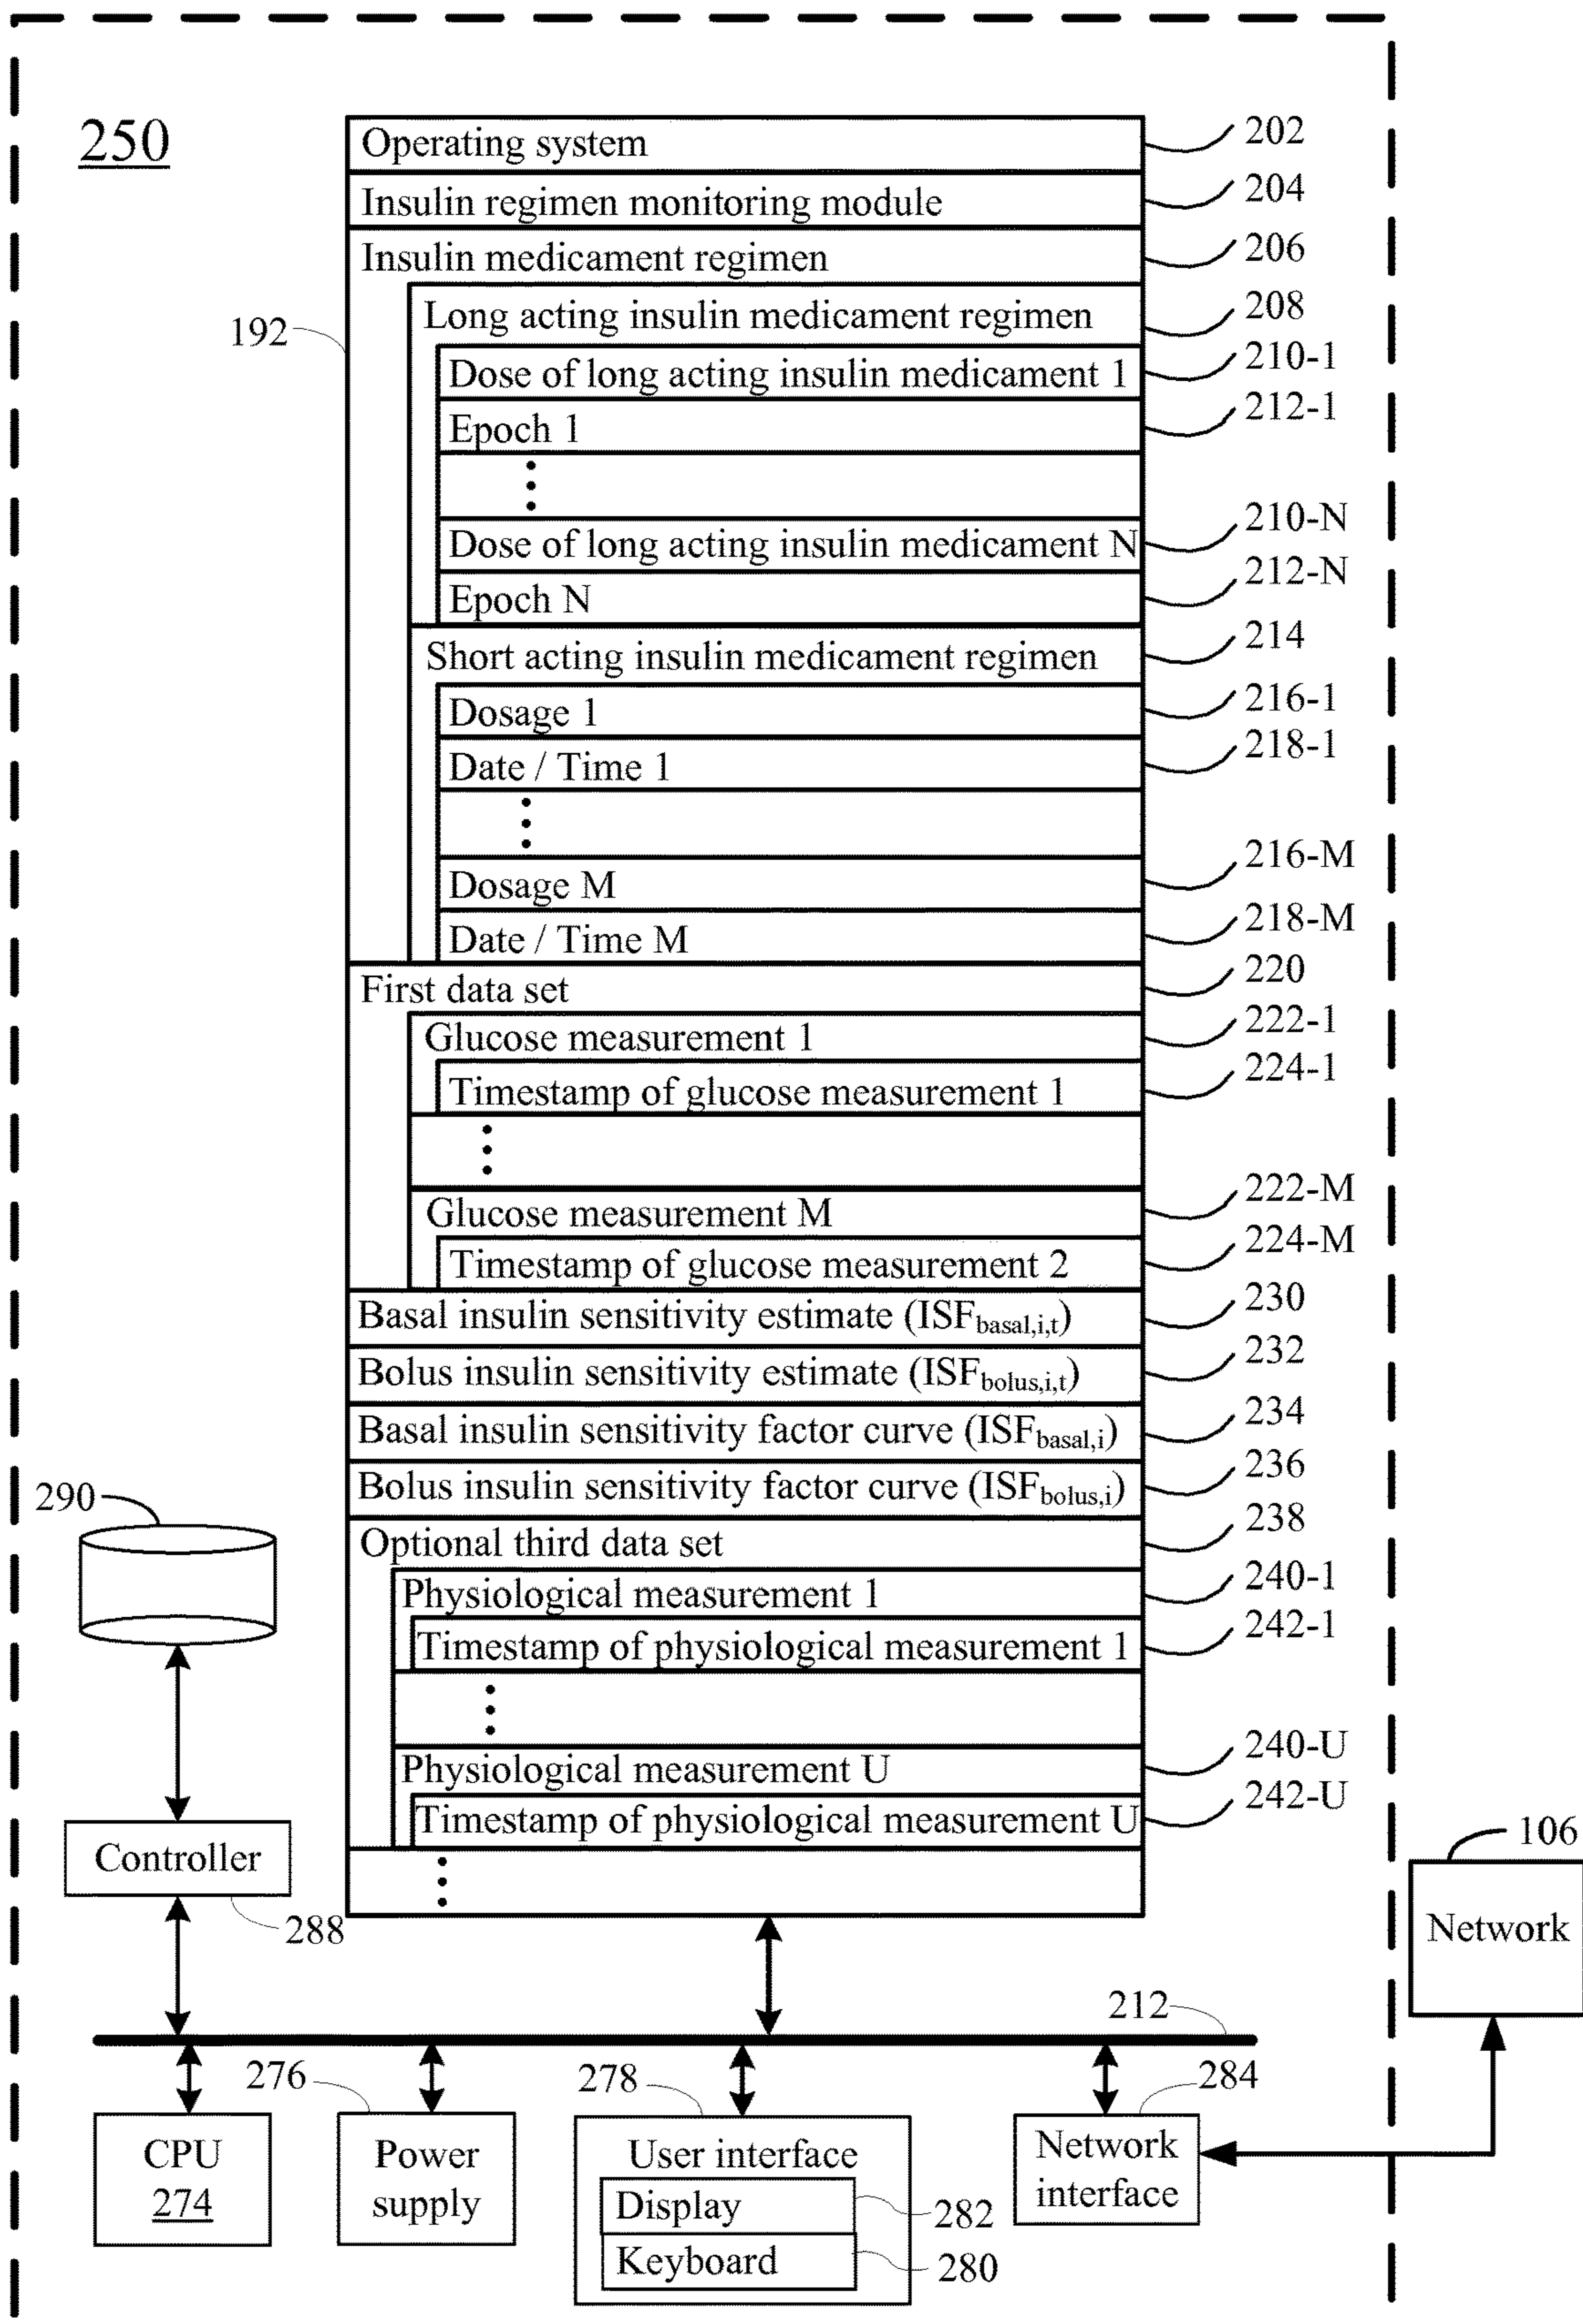 250
Operating system 202
Insulin regimen monitoring module 204
Insulin medicament regimen 206
192
Long acting insulin medicament regimen 208
Dose of long acting insulin medicament 1 210-1
Epoch 1 212-1
Dose of long acting insulin medicament N 210-N
Epoch N 212-N
Short acting insulin medicament regimen 214
Dosage 1 216-1
Date / Time 1 218-1
Dosage M 216-M
Date / Time M 218-M
First data set 220
Glucose measurement 1 222-1
Timestamp of glucose measurement 1 224-1
Glucose measurement M 222-M
Timestamp of glucose measurement 2 224-M
Basal insulin sensitivity estimate (ISFbasal,i,t) 230
Bolus insulin sensitivity estimate (ISFbolus,i,t) 232
Basal insulin sensitivity factor curve (ISFbasal,i) 234
Bolus insulin sensitivity factor curve (ISFbolus,i) 236
290
Optional third data set 238
Physiological measurement 1 240-1
Timestamp of physiological measurement 1 242-1
Physiological measurement U 240-U
Timestamp of physiological measurement U 242-U
Controller
288
106
Network
212
276
278
284
CPU
274
Power
supply
User interface
Display 282
Keyboard 280
Network
interface